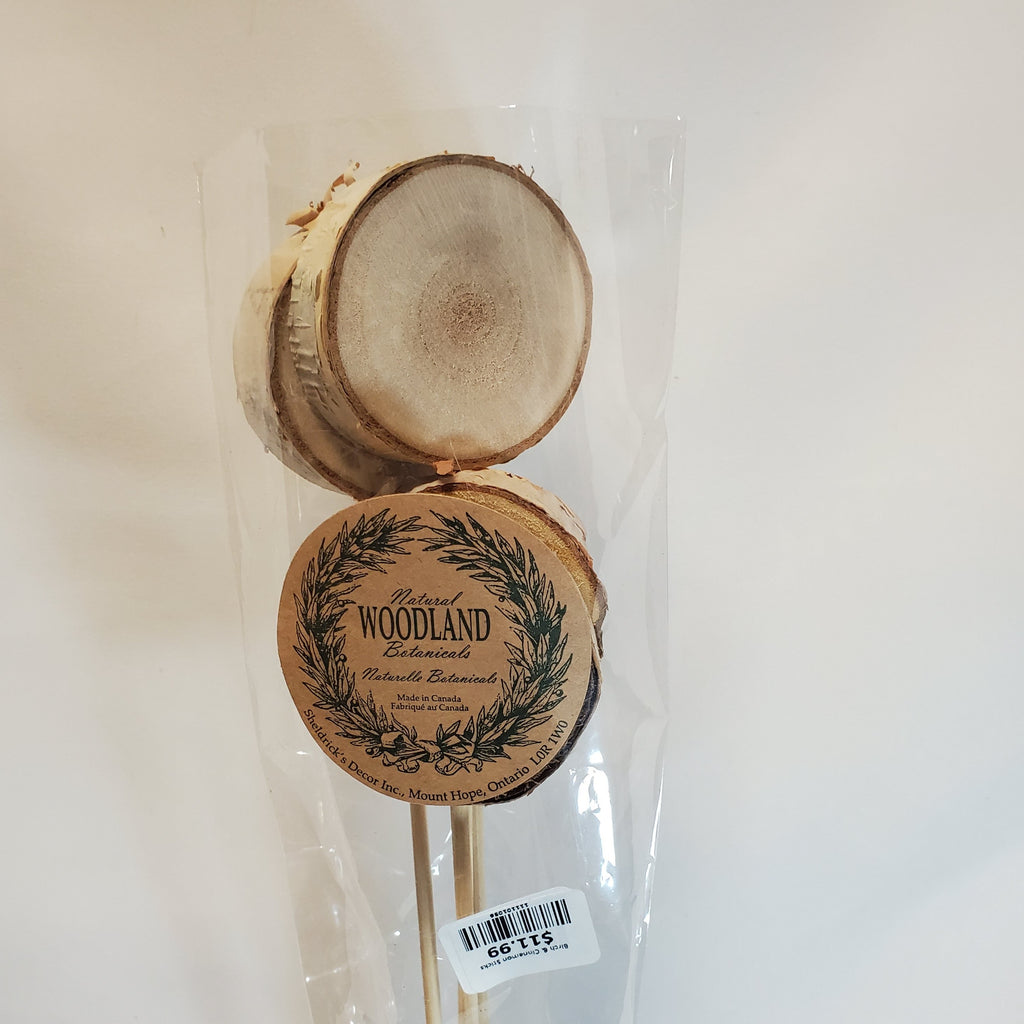 Natural
WOODLAND
Botanicals
Naturelle Botanicals
Made in Canada
Fabriqué au Canada
Sheldrick's Decor Inc., Mount Hope, Ontario L0R 1W0
Birch & Cinnamon Sticks
$11.99
11101098